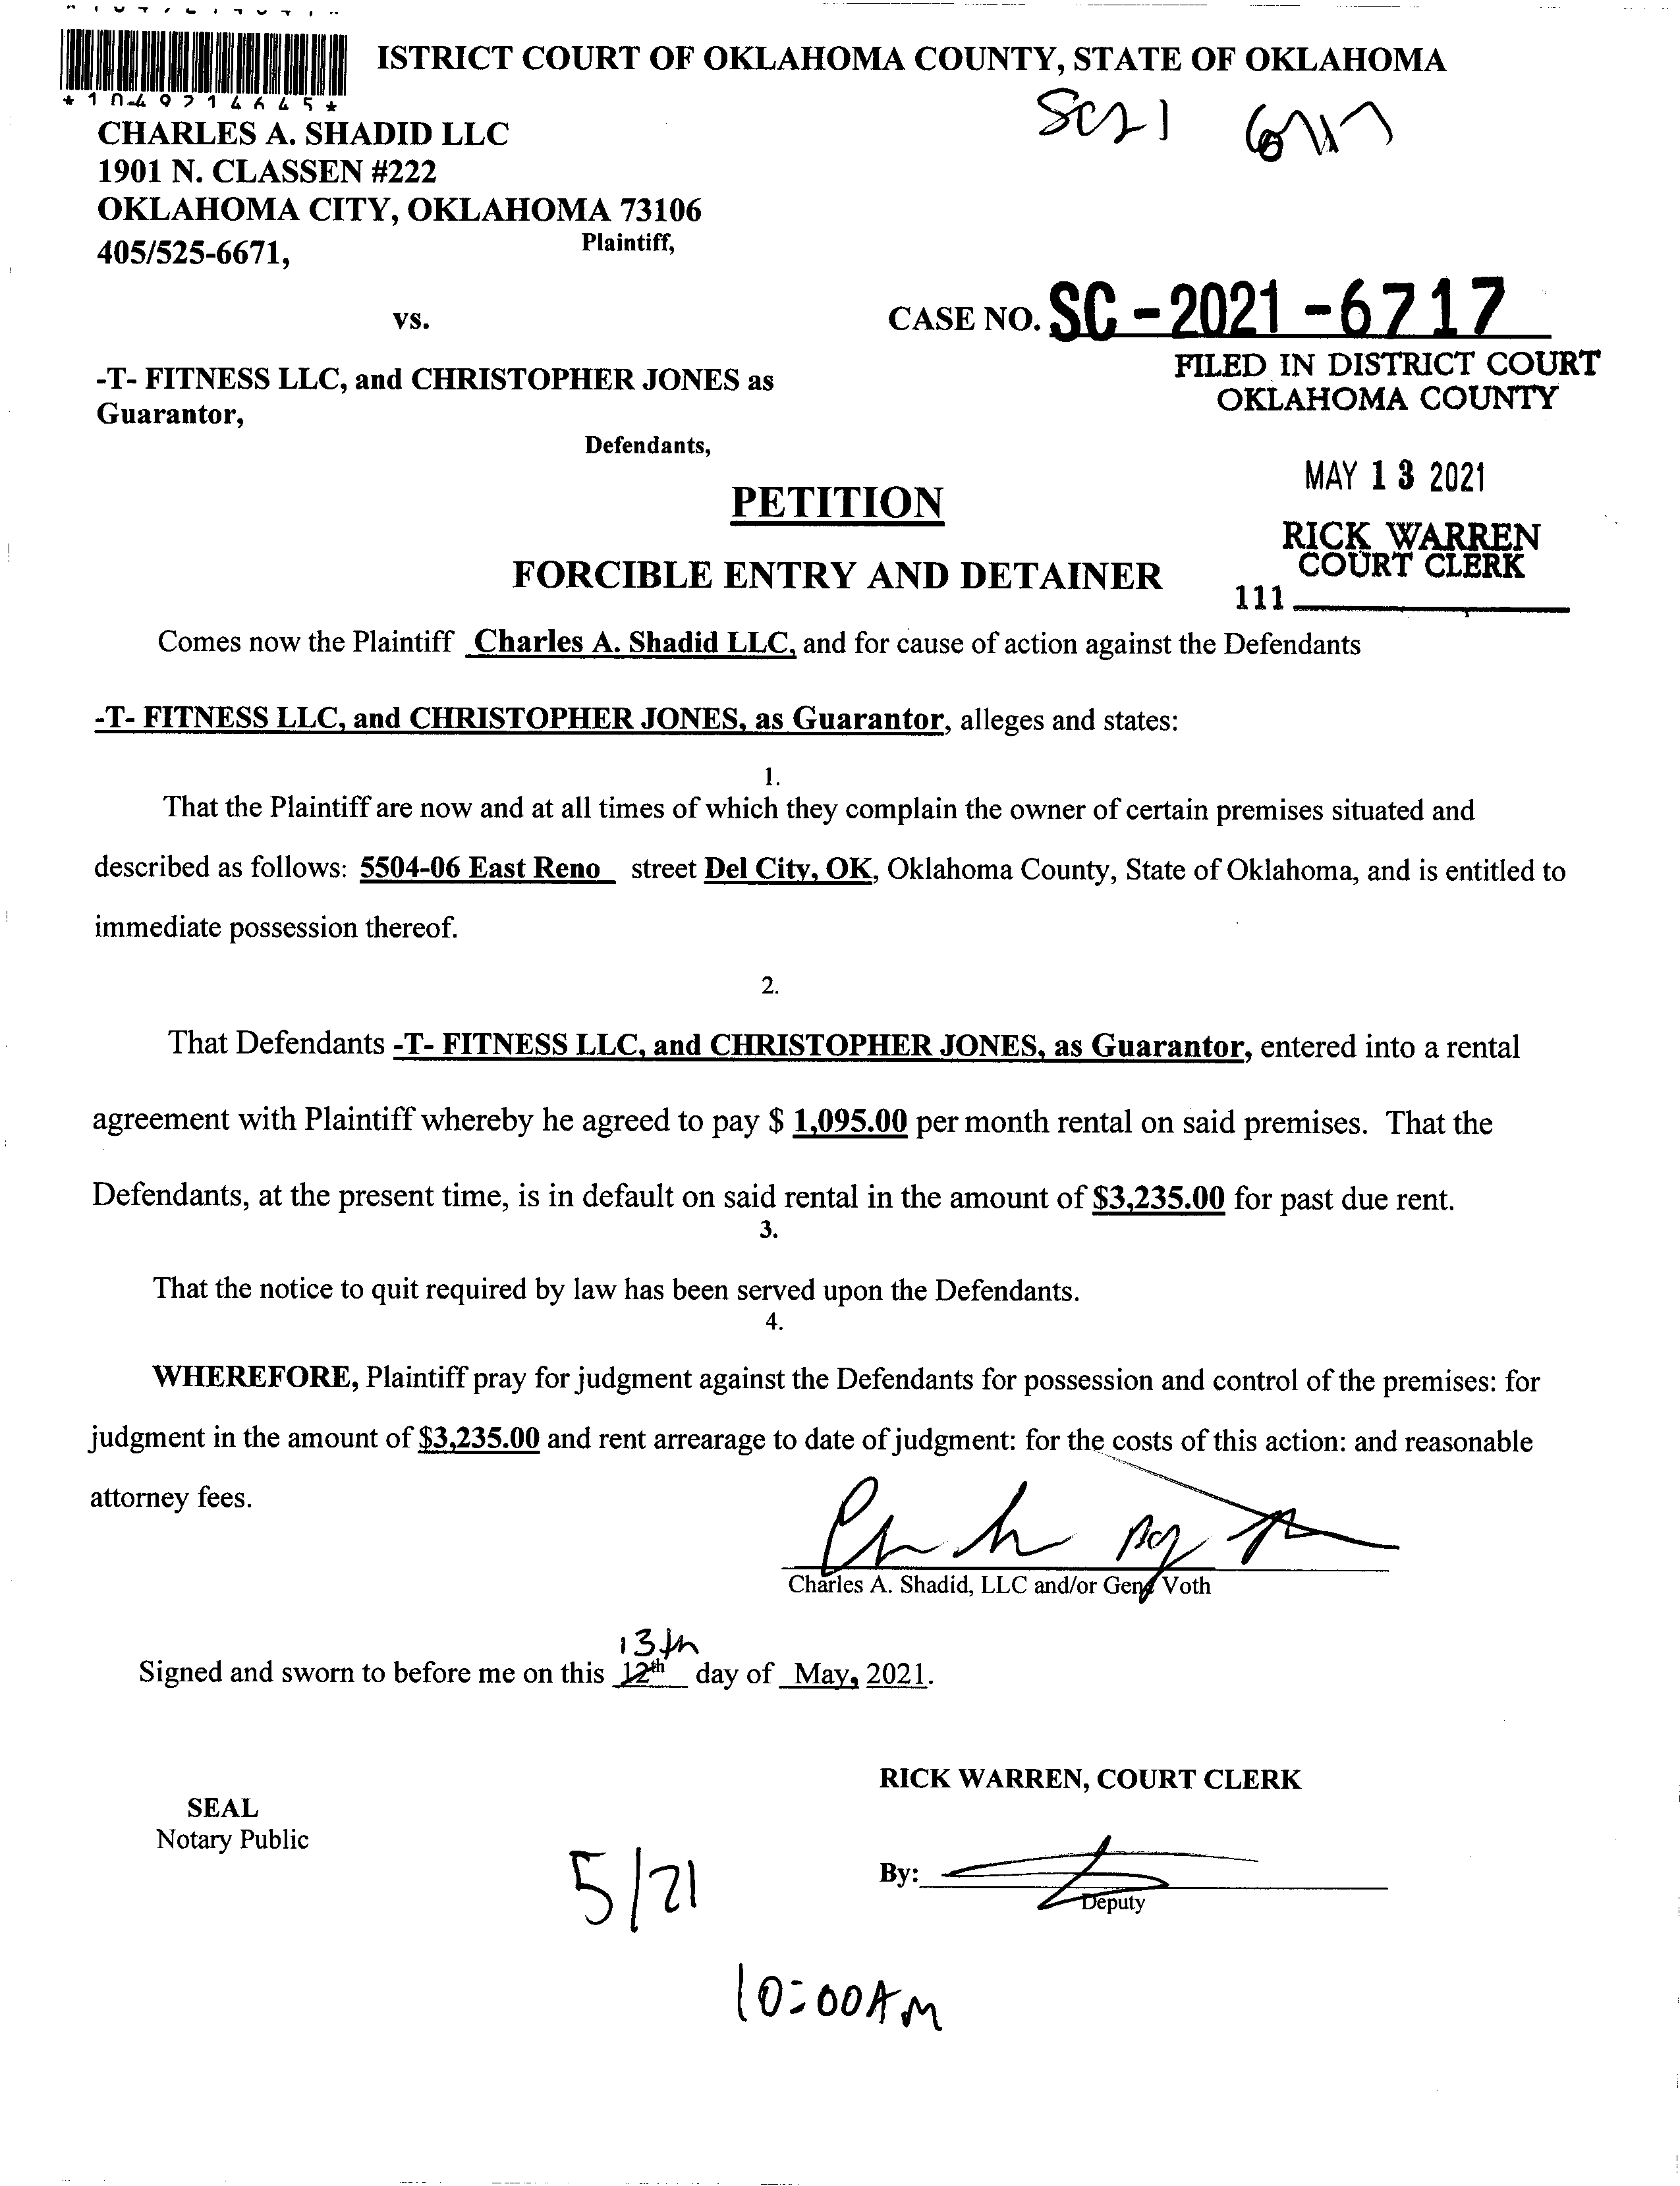 ISTRICT COURT OF OKLAHOMA COUNTY, STATE OF OKLAHOMA
*1049214645*
SC21
CHARLES A. SHADID LLC
1901 N. CLASSEN #222
OKLAHOMA CITY, OKLAHOMA 73106
405/525-6671,
Plaintiff,
vs.
CASE NO. SC-2021-6717
-T- FITNESS LLC, and CHRISTOPHER JONES as
Guarantor,
Defendants,
FILED IN DISTRICT COURT
OKLAHOMA COUNTY
MAY 13 2021
RICK WARREN
COURT CLERK
111
PETITION
FORCIBLE ENTRY AND DETAINER
Comes now the Plaintiff Charles A. Shadid LLC, and for cause of action against the Defendants
-T- FITNESS LLC, and CHRISTOPHER JONES, as Guarantor, alleges and states:
1.
That the Plaintiff are now and at all times of which they complain the owner of certain premises situated and
described as follows: 5504-06 East Reno street Del City, OK, Oklahoma County, State of Oklahoma, and is entitled to
immediate possession thereof.
2.
That Defendants -T- FITNESS LLC, and CHRISTOPHER JONES, as Guarantor, entered into a rental
agreement with Plaintiff whereby he agreed to pay $ 1,095.00 per month rental on said premises. That the
Defendants, at the present time, is in default on said rental in the amount of $3,235.00 for past due rent.
3.
That the notice to quit required by law has been served upon the Defendants.
4.
WHEREFORE, Plaintiff pray for judgment against the Defendants for possession and control of the premises: for
judgment in the amount of $3,235.00 and rent arrearage to date of judgment: for the costs of this action: and reasonable
attorney fees.
Charles A. Shadid, LLC and/or Gene Voth
13th
Signed and sworn to before me on this 12th day of May, 2021.
RICK WARREN, COURT CLERK
SEAL
Notary Public
By:
Deputy
5/21
10:00AM